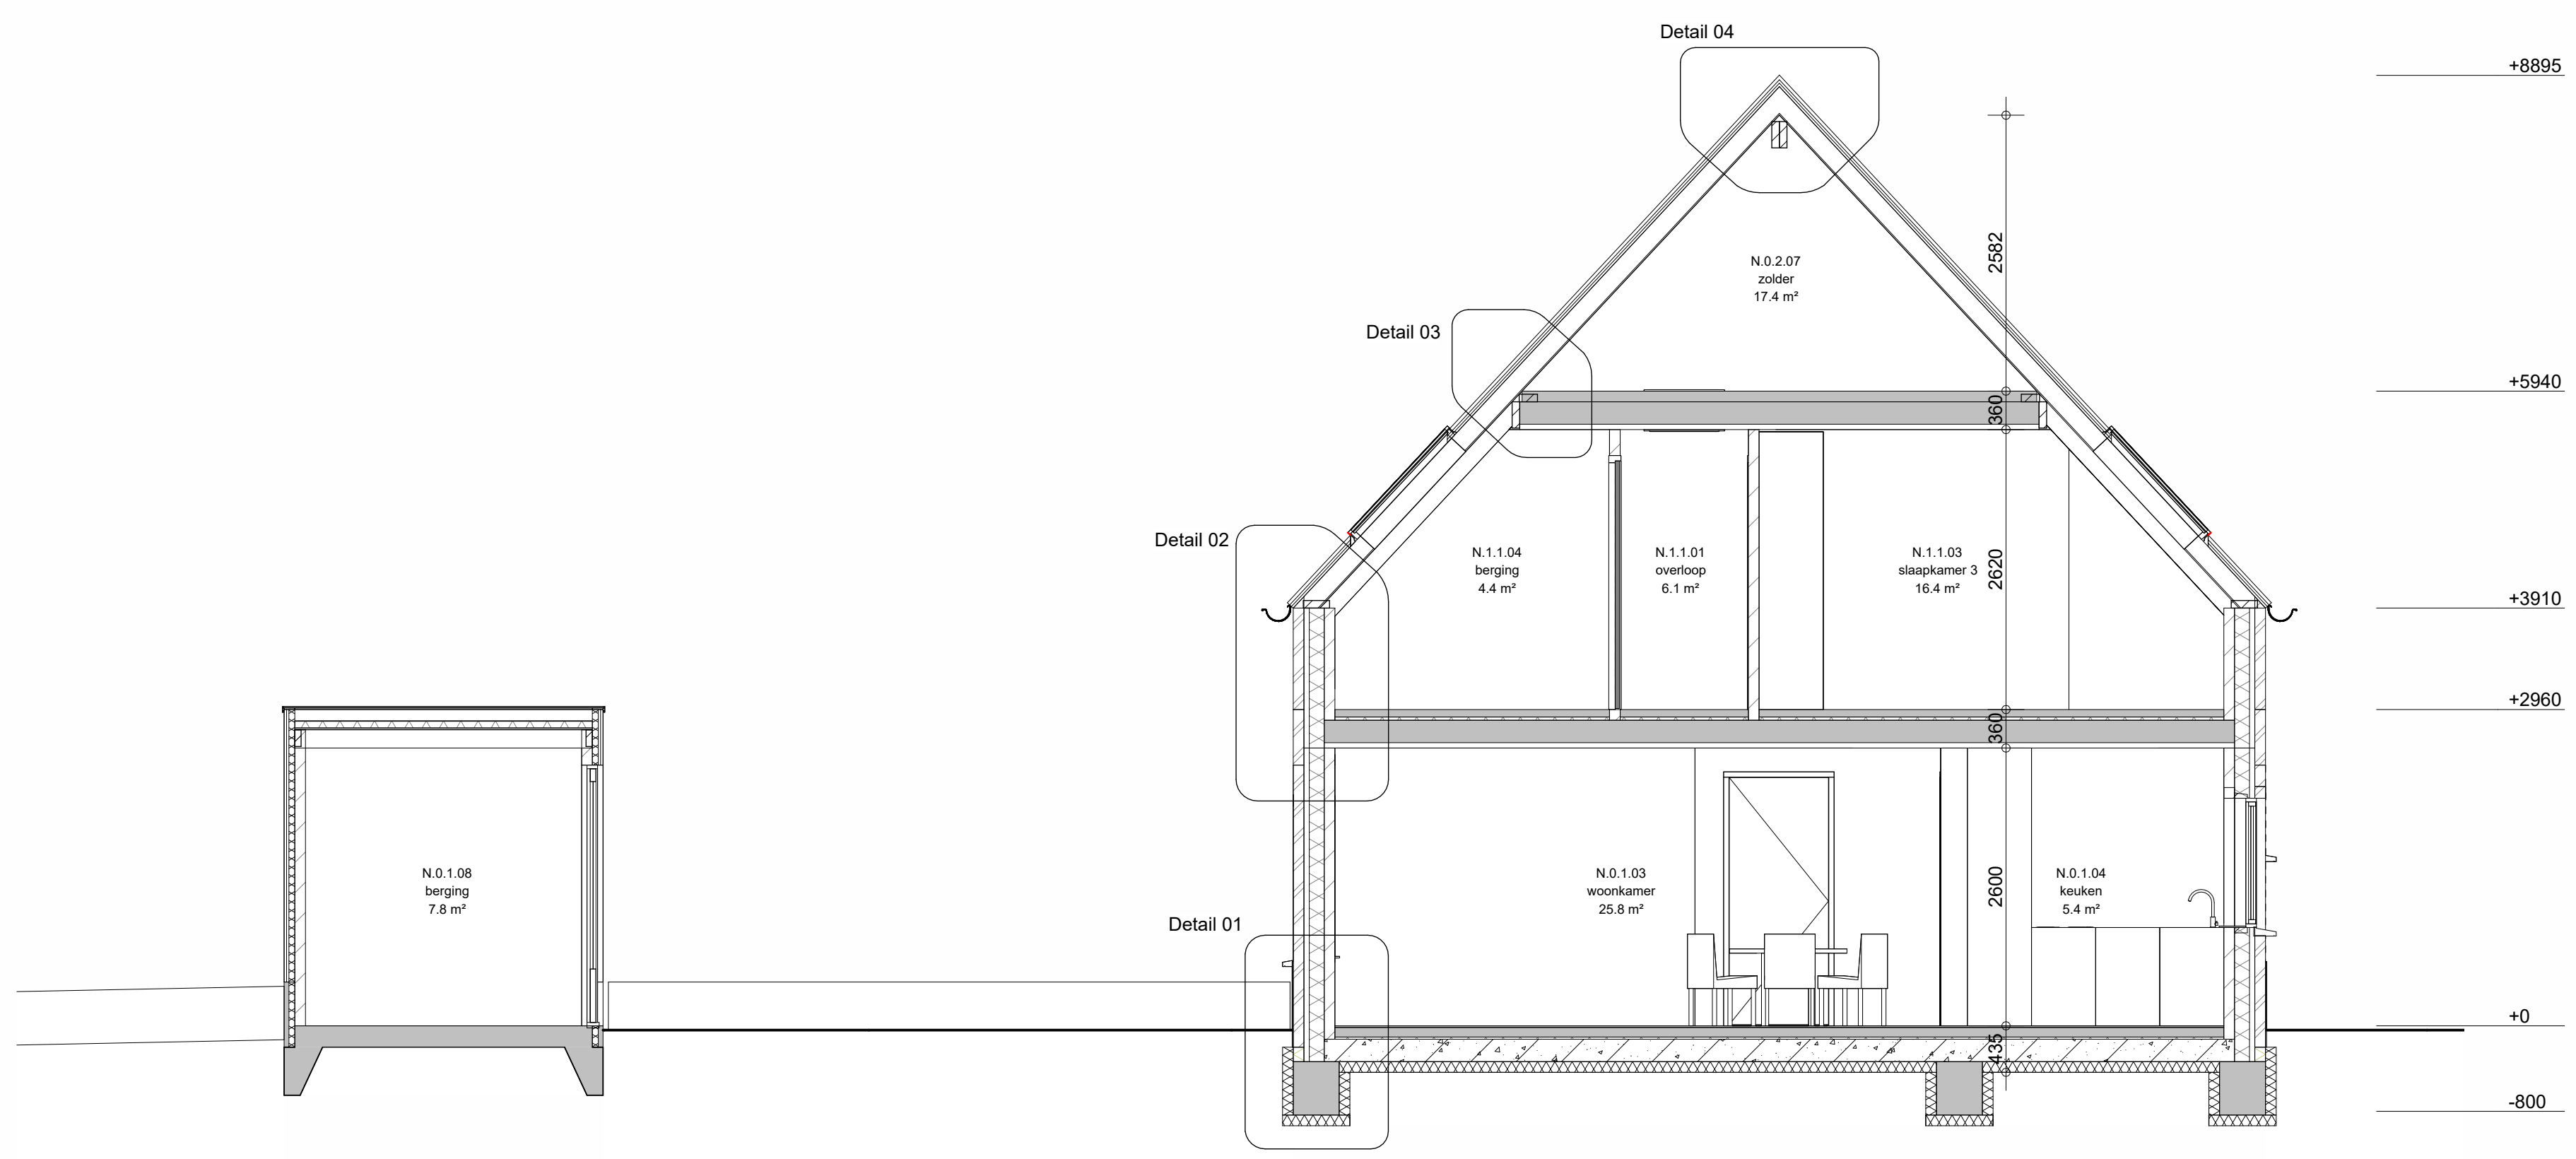 Detail 04
+8895
2582
N.0.2.07
zolder
17.4 m²
Detail 03
+5940
360
Detail 02
N.1.1.04
berging
4.4 m²
N.1.1.01
overloop
6.1 m²
N.1.1.03
slaapkamer 3
16.4 m²
2620
+3910
+2960
360
N.0.1.08
berging
7.8 m²
N.0.1.03
woonkamer
25.8 m²
2600
N.0.1.04
keuken
5.4 m²
Detail 01
+0
435
-800